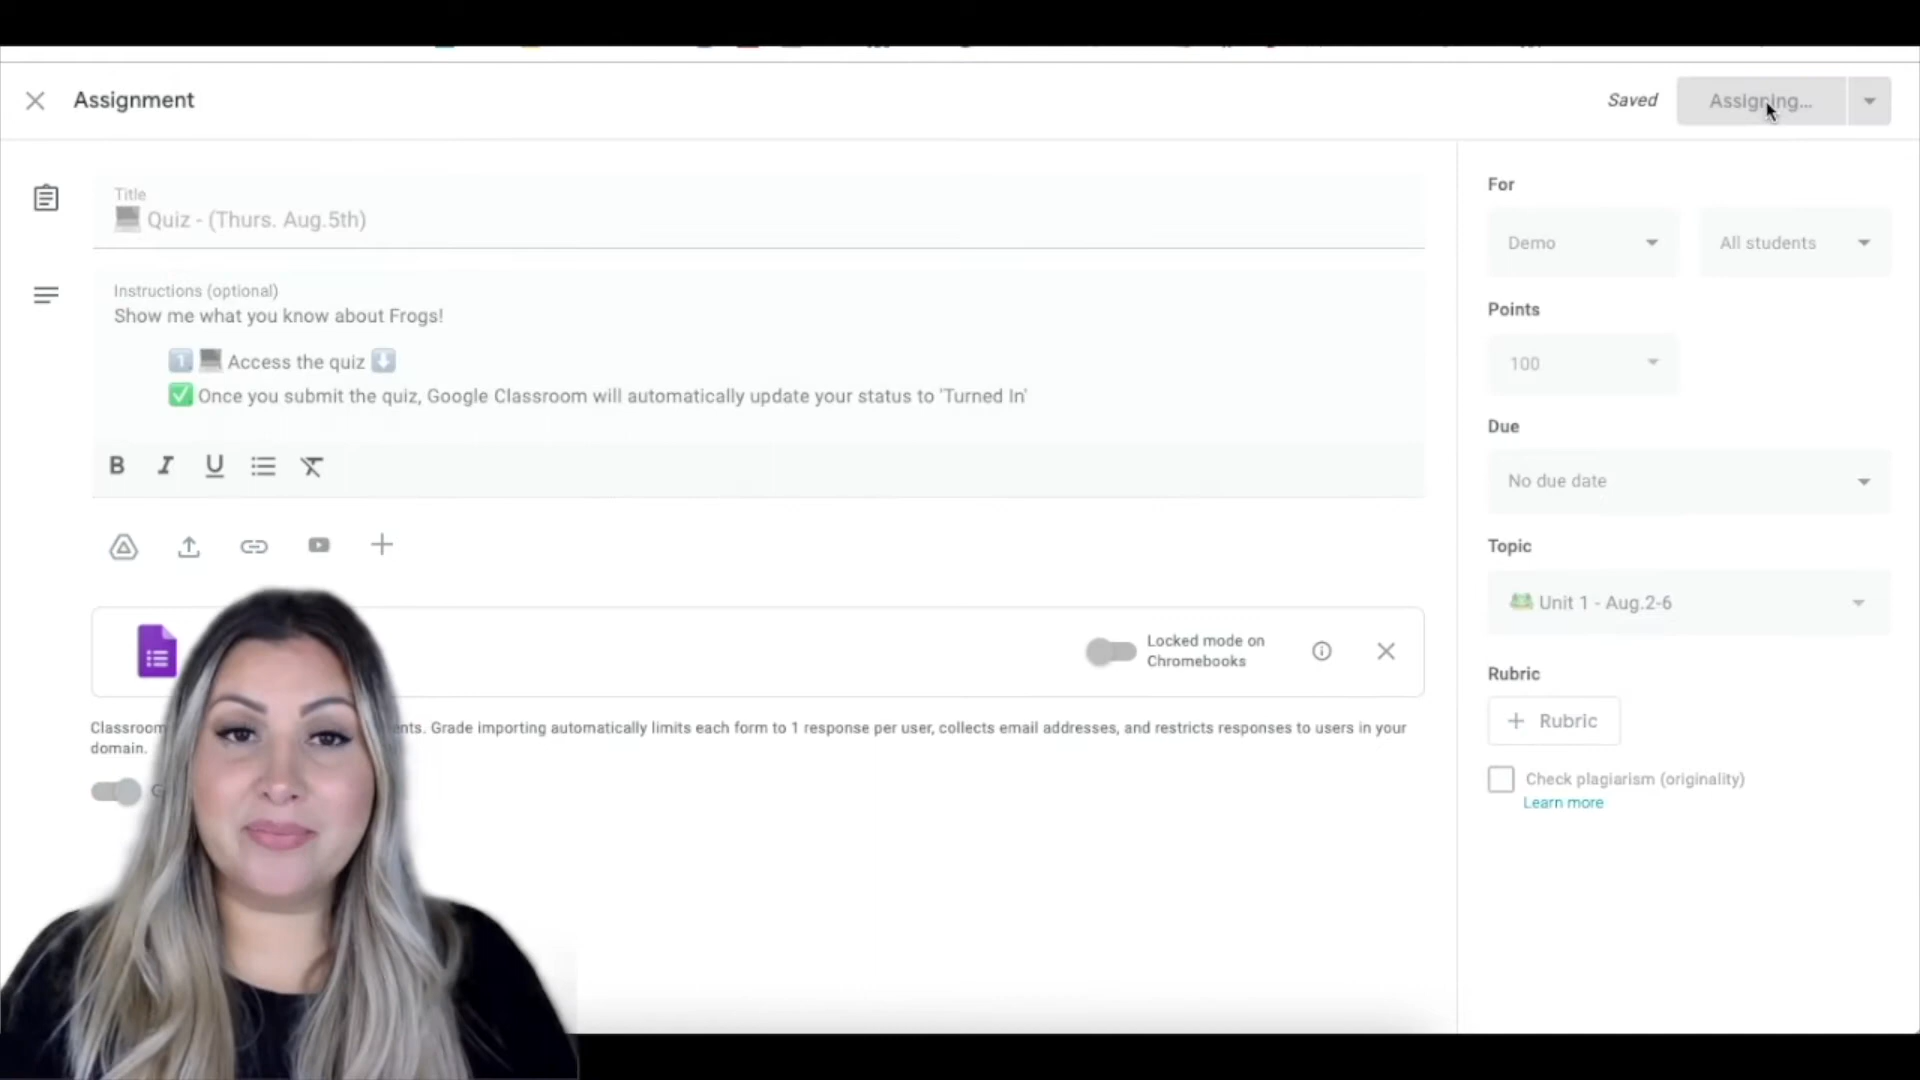 Assignment
Saved
Assigning...
Title
💻 Quiz - (Thurs. Aug.5th)
Instructions (optional)
Show me what you know about Frogs!
1️⃣ 💻 Access the quiz ⬇️
✅ Once you submit the quiz, Google Classroom will automatically update your status to 'Turned In'
B I U
Locked mode on
Chromebooks
Classroom
ents. Grade importing automatically limits each form to 1 response per user, collects email addresses, and restricts responses to users in your
domain.
For
Demo
All students
Points
100
Due
No due date
Topic
🐸 Unit 1 - Aug.2-6
Rubric
+ Rubric
Check plagiarism (originality)
Learn more